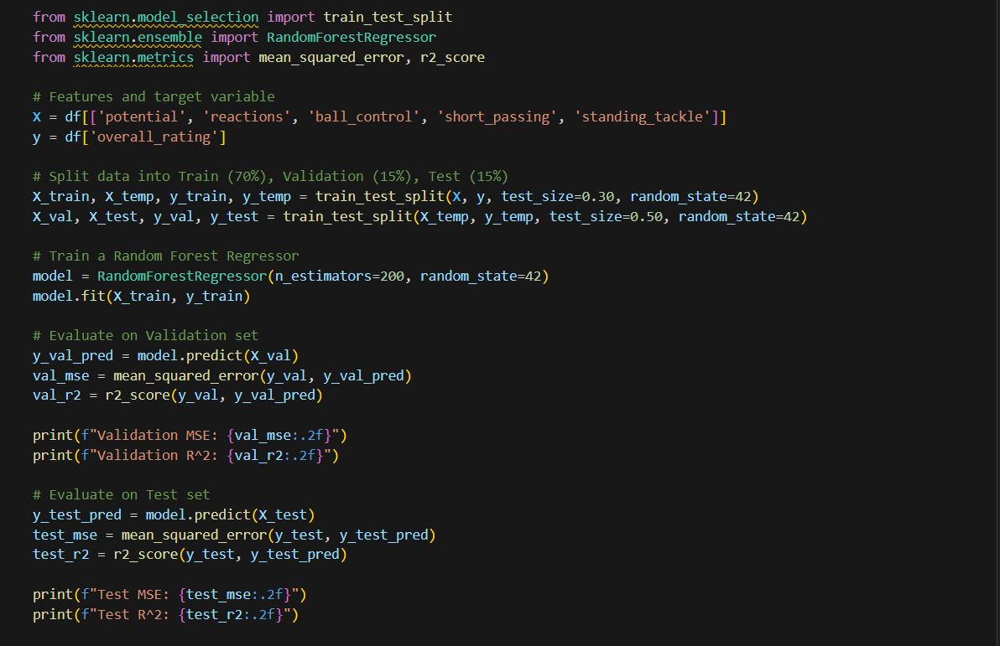 from sklearn.model_selection import train_test_split
from sklearn.ensemble import RandomForestRegressor
from sklearn.metrics import mean_squared_error, r2_score
# Features and target variable
X = df[['potential', 'reactions', 'ball_control', 'short_passing', 'standing_tackle']]
y = df['overall_rating']
# Split data into Train (70%), Validation (15%), Test (15%)
X_train, X_temp, y_train, y_temp = train_test_split(X, y, test_size=0.30, random_state=42)
X_val, X_test, y_val, y_test = train_test_split(X_temp, y_temp, test_size=0.50, random_state=42)
# Train a Random Forest Regressor
model = RandomForestRegressor(n_estimators=200, random_state=42)
model.fit(X_train, y_train)
# Evaluate on Validation set
y_val_pred = model.predict(X_val)
val_mse = mean_squared_error(y_val, y_val_pred)
val_r2 = r2_score(y_val, y_val_pred)
print(f"Validation MSE: {val_mse:.2f}")
print(f"Validation R^2: {val_r2:.2f}")
# Evaluate on Test set
y_test_pred = model.predict(X_test)
test_mse = mean_squared_error(y_test, y_test_pred)
test_r2 = r2_score(y_test, y_test_pred)
print(f"Test MSE: {test_mse:.2f}")
print(f"Test R^2: {test_r2:.2f}")